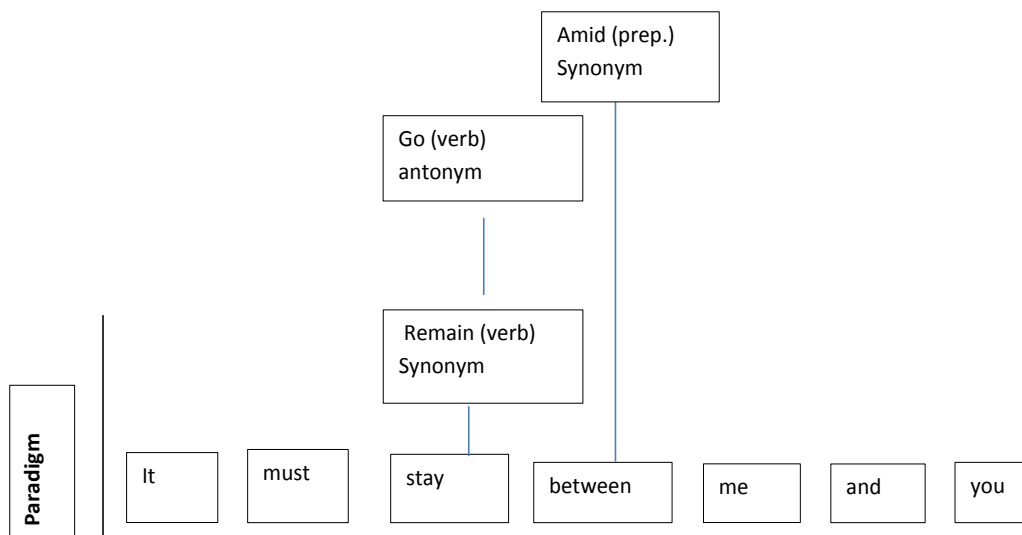 Amid (prep.)
Synonym
Go (verb)
antonym
Remain (verb)
Synonym
Paradigm
It must stay between me and you